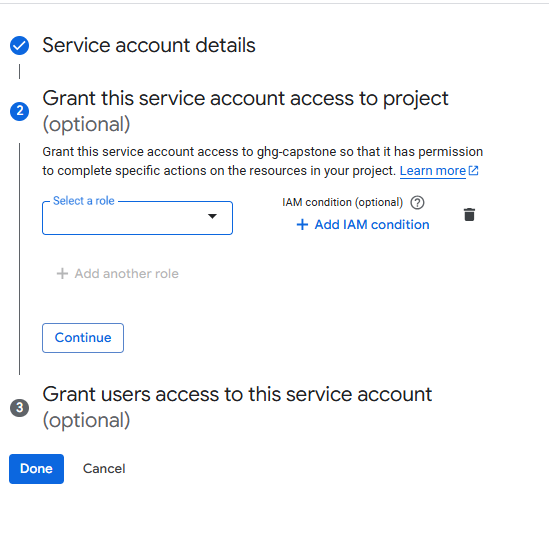 Service account details
2
Grant this service account access to project
(optional)
Grant this service account access to ghg-capstone so that it has permission
to complete specific actions on the resources in your project. Learn more
Select a role
IAM condition (optional) ?
+ Add IAM condition
+ Add another role
Continue
3
Grant users access to this service account
(optional)
Done
Cancel